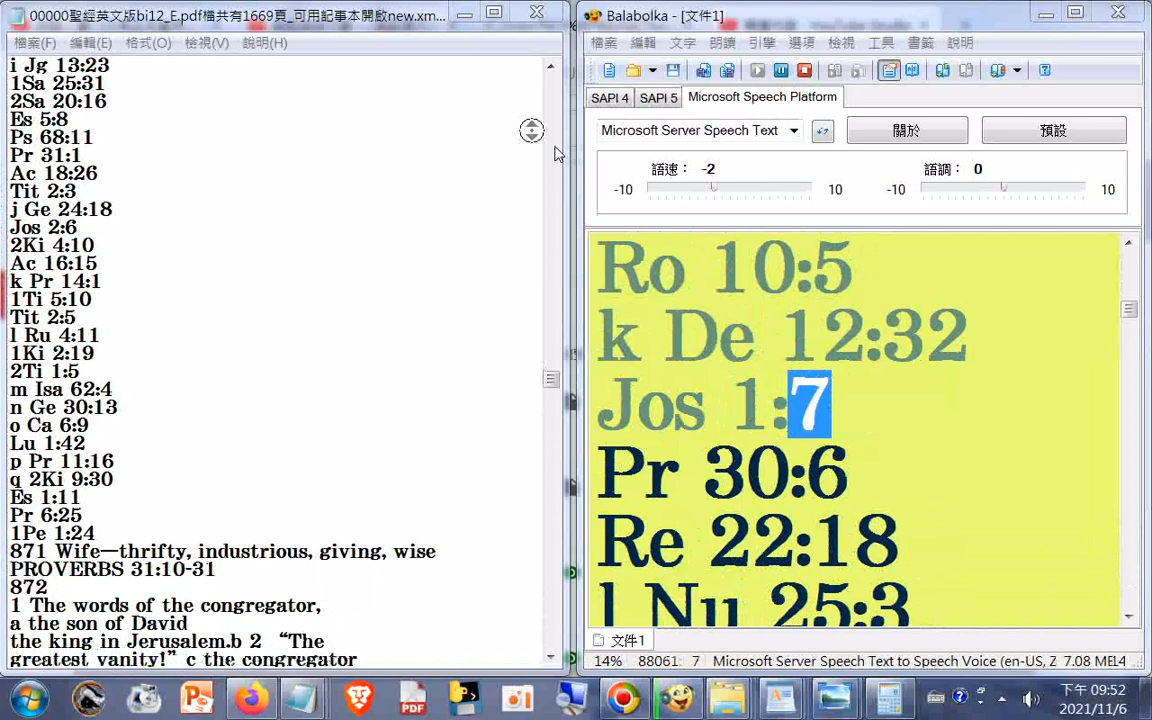 00000聖經英文版bi12_E.pdf檔共有1669頁_可用記事本開啟new.xm...
檔案(F) 編輯(E) 格式(O) 檢視(V) 說明(H)
i Jg 13:23
1Sa 25:31
2Sa 20:16
Es 5:8
Ps 68:11
Pr 31:1
Ac 18:26
Tit 2:3
j Ge 24:18
Jos 2:6
2Ki 4:10
Ac 16:15
k Pr 14:1
1Ti 5:10
Tit 2:5
l Ru 4:11
1Ki 2:19
2Ti 1:5
m Isa 62:4
n Ge 30:13
o Ca 6:9
Lu 1:42
p Pr 11:16
q 2Ki 9:30
Es 1:11
Pr 6:25
1Pe 1:24
871 Wife—thrifty, industrious, giving, wise
PROVERBS 31:10-31
872
1 The words of the congregator,
a the son of David
the king in Jerusalem.b 2 “The
greatest vanity!” c the congregator
Balabolka - [文件1]
檔案 編輯 文字 朗讀 引擎 選項 檢視 工具 書籤 說明
SAPI 4 SAPI 5 Microsoft Speech Platform
Microsoft Server Speech Text 關於 預設
語速： -2 語調： 0
-10 10 -10 10
Ro 10:5
k De 12:32
Jos 1:7
Pr 30:6
Re 22:18
l Nu 25:3
文件1
14% 88061: 7 Microsoft Server Speech Text to Speech Voice (en-US, Z 7.08 ME14
PDF
下午 09:52
2021/11/6